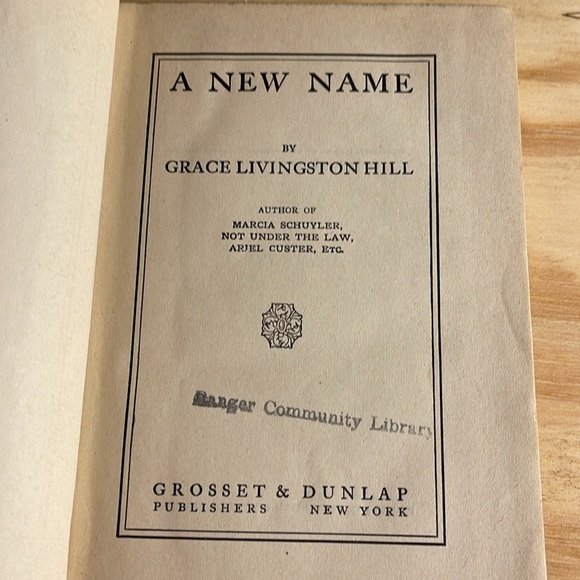 A NEW NAME
BY
GRACE LIVINGSTON HILL
AUTHOR OF
MARCIA SCHUYLER,
NOT UNDER THE LAW,
ARIEL CUSTER, ETC.
Community Library
GROSSET & DUNLAP
PUBLISHERS NEW YORK